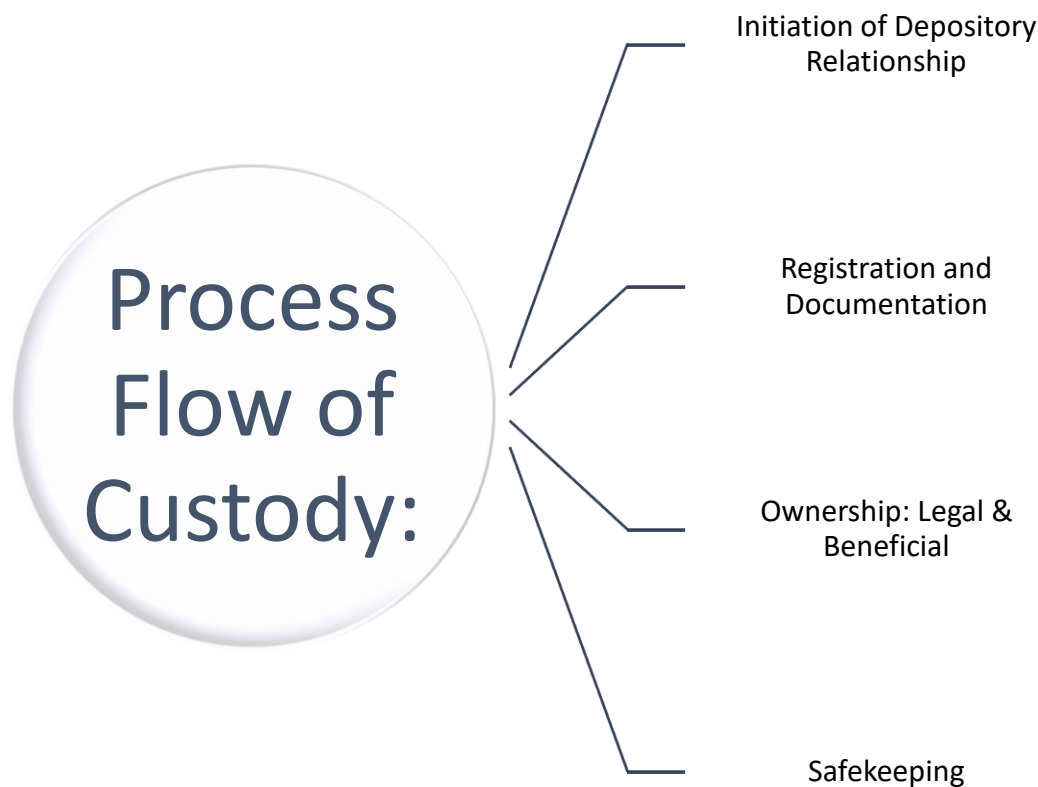 Process
Flow of
Custody:
Initiation of Depository
Relationship
Registration and
Documentation
Ownership: Legal &
Beneficial
Safekeeping